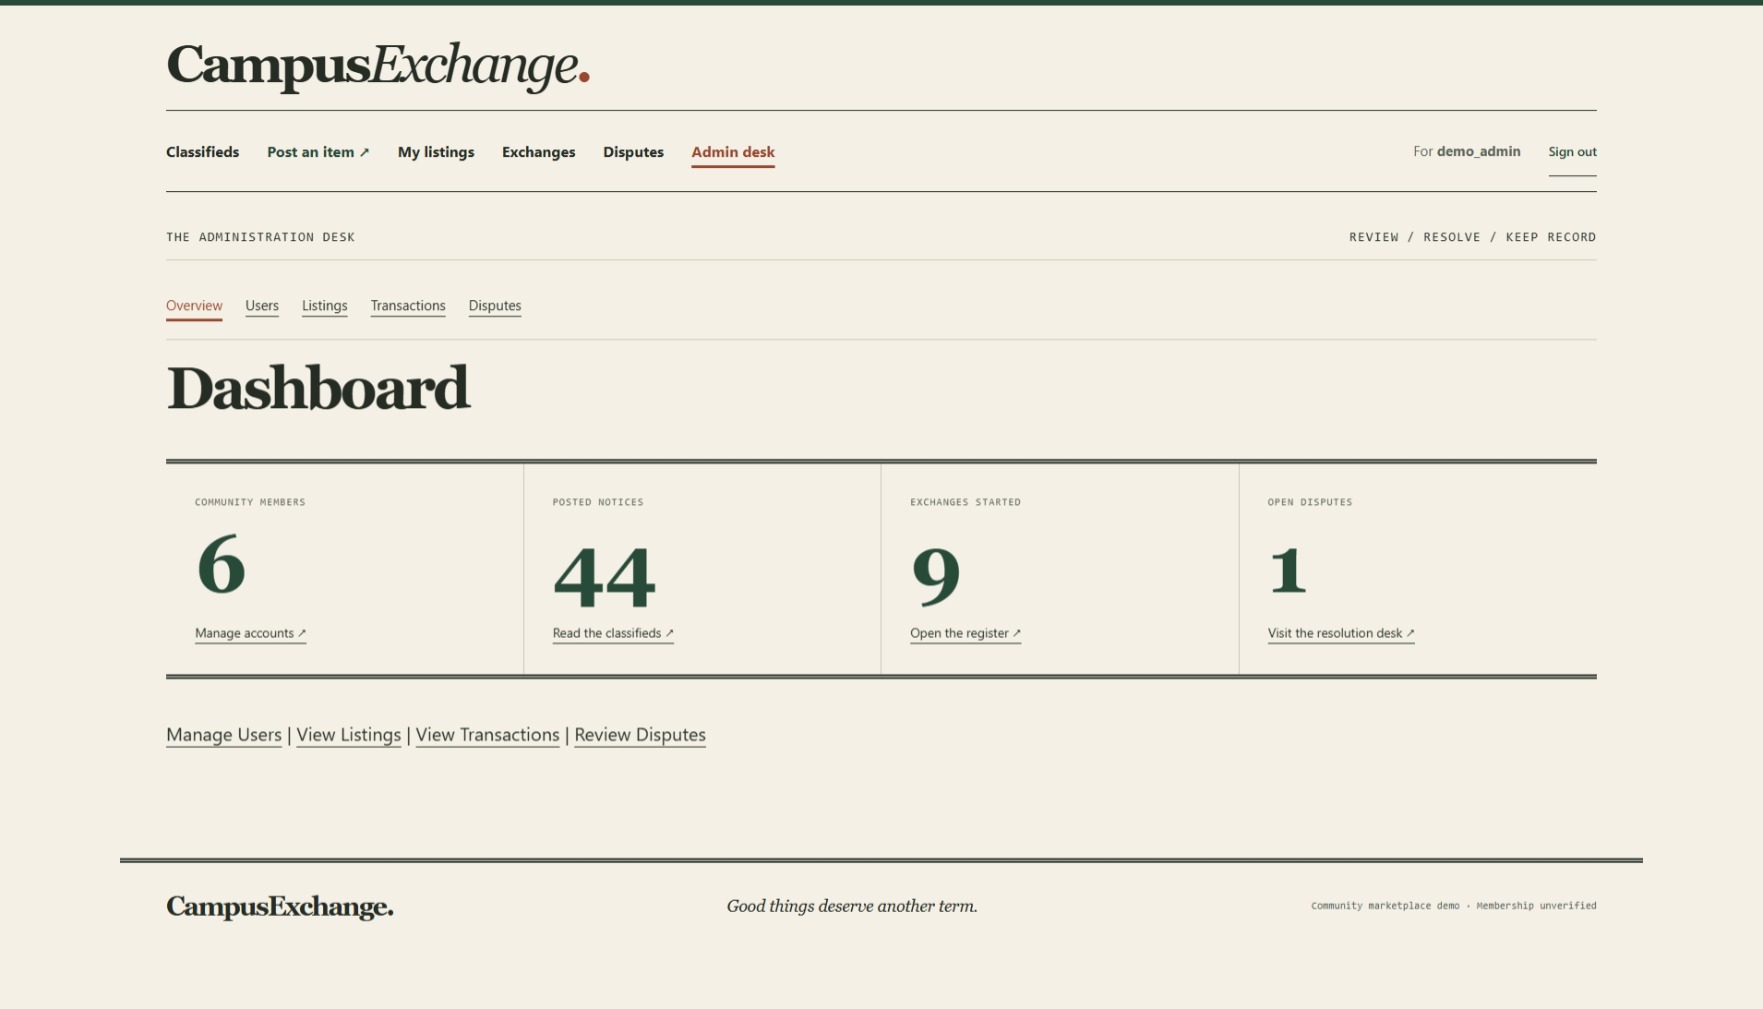 CampusExchange.
Classifieds Post an item ↗ My listings Exchanges Disputes Admin desk For demo_admin Sign out
THE ADMINISTRATION DESK REVIEW / RESOLVE / KEEP RECORD
Overview Users Listings Transactions Disputes
Dashboard
COMMUNITY MEMBERS POSTED NOTICES EXCHANGES STARTED OPEN DISPUTES
6 44 9 1
Manage accounts ↗ Read the classifieds ↗ Open the register ↗ Visit the resolution desk ↗
Manage Users | View Listings | View Transactions | Review Disputes
CampusExchange. Good things deserve another term. Community marketplace demo · Membership unverified